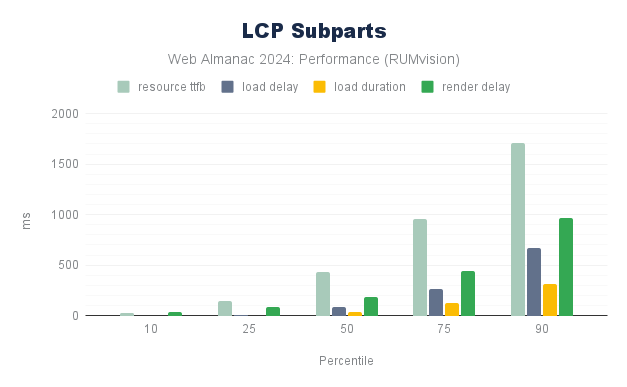 LCP Subparts
Web Almanac 2024: Performance (RUMvision)
resource ttfb load delay load duration render delay
2000
1500
1000
500
0
ms
10 25 50 75 90
Percentile